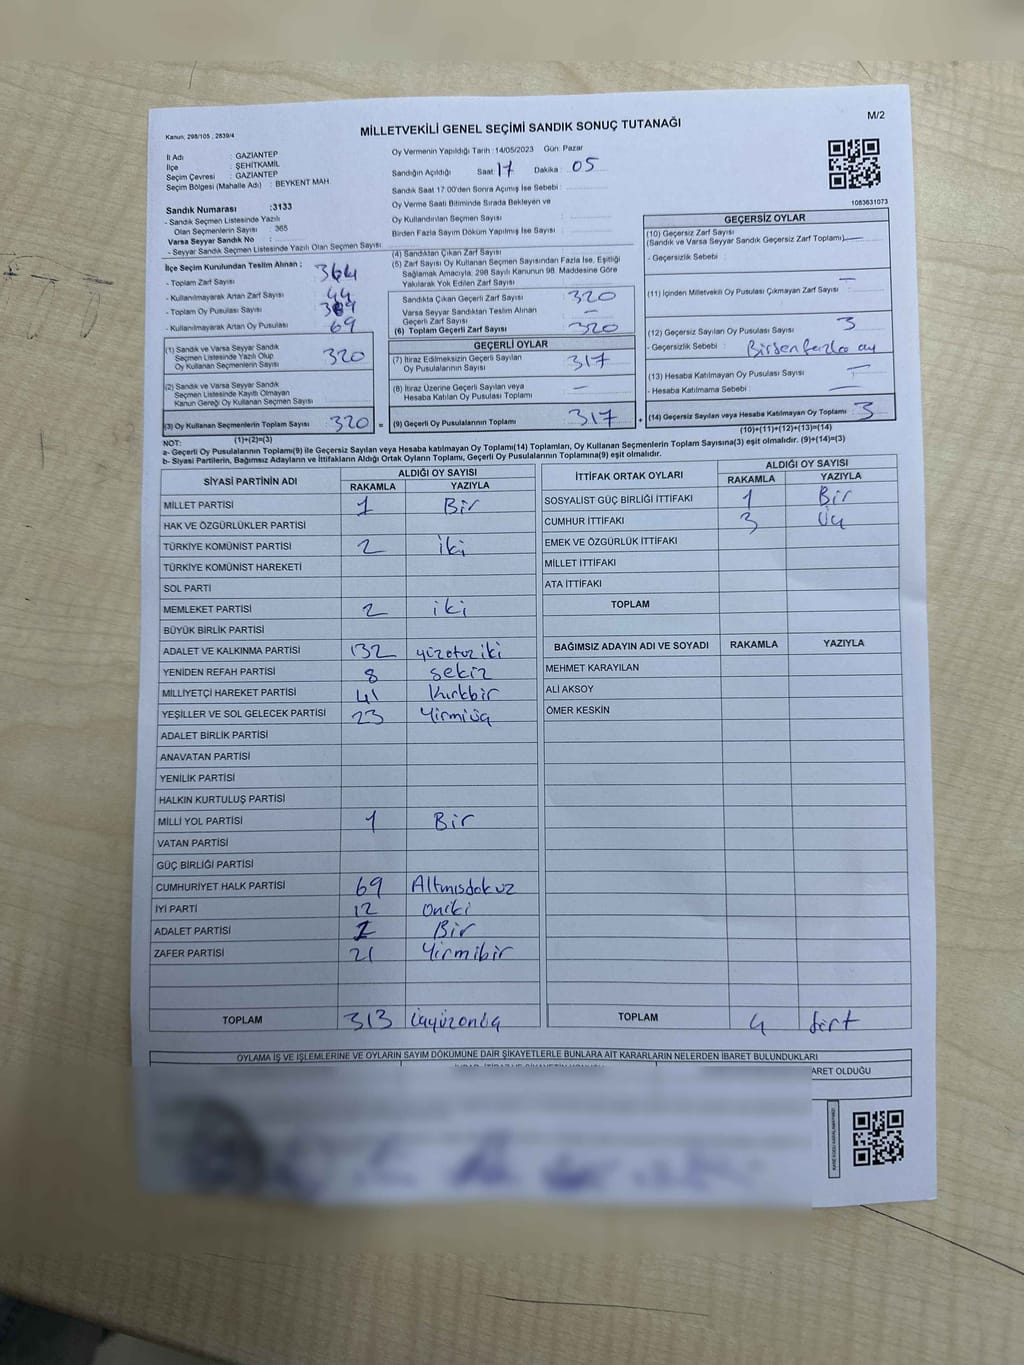 Kanun, 298/105 , 2839/4
MİLLETVEKİLİ GENEL SEÇİMİ SANDIK SONUÇ TUTANAĞI
M/2
İl Adı : GAZİANTEP
İlçe : ŞEHİTKAMİL
Seçim Çevresi : GAZİANTEP
Seçim Bölgesi (Mahalle Adı) : BEYKENT MAH.
Oy Vermenin Yapıldığı Tarih : 14/05/2023 Gün: Pazar
Sandığın Açıldığı Saat : 17 Dakika : 05
Sandık Saat 17.00'den Sonra Açımış İse Sebebi :
Oy Verme Saati Bitiminde Sırada Bekleyen ve
Oy Kullandırılan Seçmen Sayısı :
Birden Fazla Sayım Döküm Yapılmış İse Sayısı :
1083631073
Sandık Numarası : 3133
- Sandık Seçmen Listesinde Yazılı
Olan Seçmenlerin Sayısı : 365
Varsa Seyyar Sandık No :
- Seyyar Sandık Seçmen Listesinde Yazılı Olan Seçmen Sayısı
İlçe Seçim Kurulundan Teslim Alınan ;
- Toplam Zarf Sayısı : 364
- Kullanılmayarak Artan Zarf Sayısı : 44
- Toplam Oy Pusulası Sayısı : 389
- Kullanılmayarak Artan Oy Pusulası : 69
(1) Sandık ve Varsa Seyyar Sandık
Seçmen Listesinde Yazılı Olup
Oy Kullanan Seçmenlerin Sayısı : 320
(2) Sandık ve Varsa Seyyar Sandık
Seçmen Listesinde Kayıtlı Olmayan
Kanun Gereği Oy Kullanan Seçmen Sayısı :
(3) Oy Kullanan Seçmenlerin Toplam Sayısı : 320
(1)+(2)=(3)
(4) Sandıktan Çıkan Zarf Sayısı
(5) Zarf Sayısı Oy Kullanan Seçmen Sayısından Fazla İse, Eşitliği
Sağlamak Amacıyla, 298 Sayılı Kanunun 98. Maddesine Göre
Yakılarak Yok Edilen Zarf Sayısı :
Sandıkta Çıkan Geçerli Zarf Sayısı : 320
Varsa Seyyar Sandıktan Teslim Alınan
Geçerli Zarf Sayısı : —
(6) Toplam Geçerli Zarf Sayısı : 320
GEÇERLİ OYLAR
(7) İtiraz Edilmeksizin Geçerli Sayılan
Oy Pusulalarının Sayısı : 317
(8) İtiraz Üzerine Geçerli Sayılan veya
Hesaba Katılan Oy Pusulası Toplamı : —
= (9) Geçerli Oy Pusulalarının Toplamı : 317
GEÇERSİZ OYLAR
(10) Geçersiz Zarf Sayısı
(Sandık ve Varsa Seyyar Sandık Geçersiz Zarf Toplamı) —
- Geçersizlik Sebebi :
(11) İçinden Milletvekili Oy Pusulası Çıkmayan Zarf Sayısı : —
(12) Geçersiz Sayılan Oy Pusulası Sayısı : 3
- Geçersizlik Sebebi : Birden fazla oy
(13) Hesaba Katılmayan Oy Pusulası Sayısı : —
- Hesaba Katılmama Sebebi : —
+ (14) Geçersiz Sayılan veya Hesaba Katılmayan Oy Toplamı : 3
(10)+(11)+(12)+(13)=(14)
NOT:
a- Geçerli Oy Pusulalarının Toplamı(9) ile Geçersiz Sayılan veya Hesaba katılmayan Oy Toplamı(14) Toplamları, Oy Kullanan Seçmenlerin Toplam Sayısına(3) eşit olmalıdır. (9)+(14)=(3)
b- Siyasi Partilerin, Bağımsız Adayların ve İttifakların Aldığı Ortak Oyların Toplamı, Geçerli Oy Pusulalarının Toplamına(9) eşit olmalıdır.
SİYASİ PARTİNİN ADI ALDIĞI OY SAYISI
RAKAMLA YAZIYLA
MİLLET PARTİSİ 1 Bir
HAK VE ÖZGÜRLÜKLER PARTİSİ
TÜRKİYE KOMÜNİST PARTİSİ 2 iki
TÜRKİYE KOMÜNİST HAREKETİ
SOL PARTİ
MEMLEKET PARTİSİ 2 iki
BÜYÜK BİRLİK PARTİSİ
ADALET VE KALKINMA PARTİSİ 132 yüzotuziki
YENİDEN REFAH PARTİSİ 8 sekiz
MİLLİYETÇİ HAREKET PARTİSİ 41 Kırkbir
YEŞİLLER VE SOL GELECEK PARTİSİ 23 Yirmiüç
ADALET BİRLİK PARTİSİ
ANAVATAN PARTİSİ
YENİLİK PARTİSİ
HALKIN KURTULUŞ PARTİSİ
MİLLİ YOL PARTİSİ 1 Bir
VATAN PARTİSİ
GÜÇ BİRLİĞİ PARTİSİ
CUMHURİYET HALK PARTİSİ 69 Altmışdokuz
İYİ PARTİ 12 Oniki
ADALET PARTİSİ 1 Bir
ZAFER PARTİSİ 21 Yirmibir
TOPLAM 313 üçyüzonüç
İTTİFAK ORTAK OYLARI ALDIĞI OY SAYISI
RAKAMLA YAZIYLA
SOSYALİST GÜÇ BİRLİĞİ İTTİFAKI 1 Bir
CUMHUR İTTİFAKI 3 Üç
EMEK VE ÖZGÜRLÜK İTTİFAKI
MİLLET İTTİFAKI
ATA İTTİFAKI
TOPLAM
BAĞIMSIZ ADAYIN ADI VE SOYADI RAKAMLA YAZIYLA
MEHMET KARAYILAN
ALİ AKSOY
ÖMER KESKİN
TOPLAM 4 dört
OYLAMA İŞ VE İŞLEMLERİNE VE OYLARIN SAYIM DÖKÜMÜNE DAİR ŞİKAYETLERLE BUNLARA AİT KARARLARIN NELERDEN İBARET BULUNDUKLARI
ARET OLDUĞU